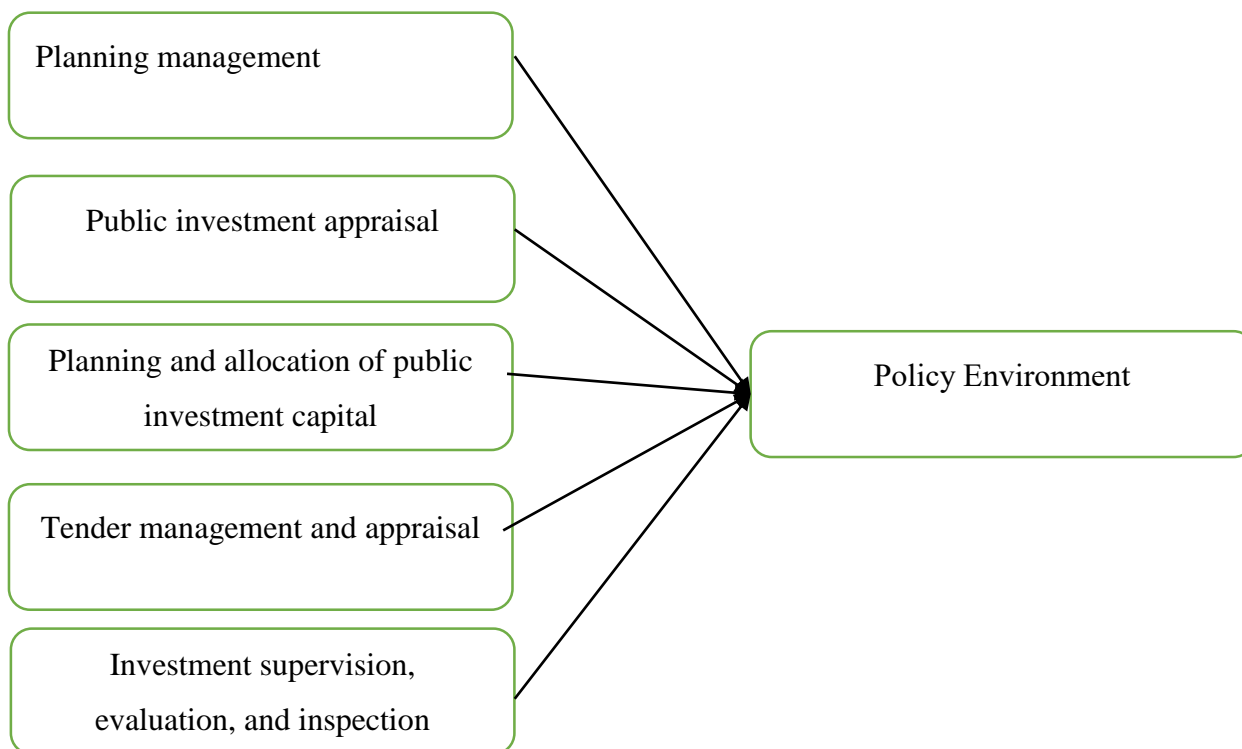 Planning management
Public investment appraisal
Planning and allocation of public
investment capital
Tender management and appraisal
Investment supervision,
evaluation, and inspection
Policy Environment